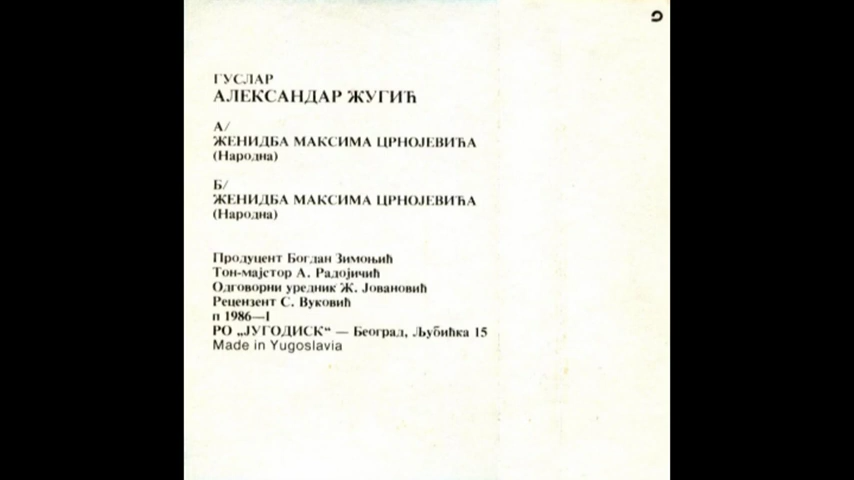 ГУСЛАР
АЛЕКСАНДАР ЖУГИЋ
А/
ЖЕНИДБА МАКСИМА ЦРНОЈЕВИЋА
(Народна)
Б/
ЖЕНИДБА МАКСИМА ЦРНОЈЕВИЋА
(Народна)
Продуцент Богдан Зимоњић
Тон-мајстор А. Радојичић
Одговорни уредник Ж. Јовановић
Рецензент С. Вуковић
п 1986—I
РО „ЈУГОДИСК“ — Београд, Љубићка 15
Made in Yugoslavia